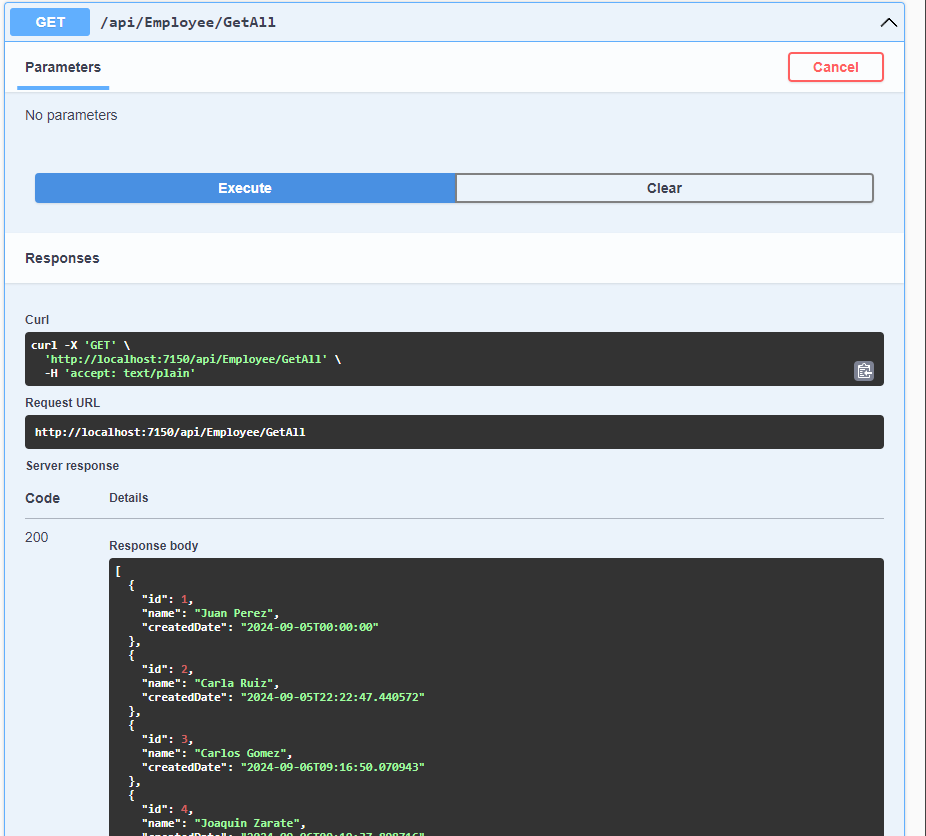 GET /api/Employee/GetAll
Parameters
Cancel
No parameters
Execute
Clear
Responses
Curl
curl -X 'GET' \
  'http://localhost:7150/api/Employee/GetAll' \
  -H 'accept: text/plain'
Request URL
http://localhost:7150/api/Employee/GetAll
Server response
Code Details
200
Response body
[
  {
    "id": 1,
    "name": "Juan Perez",
    "createdDate": "2024-09-05T00:00:00"
  },
  {
    "id": 2,
    "name": "Carla Ruiz",
    "createdDate": "2024-09-05T22:22:47.440572"
  },
  {
    "id": 3,
    "name": "Carlos Gomez",
    "createdDate": "2024-09-06T09:16:50.070943"
  },
  {
    "id": 4,
    "name": "Joaquin Zarate",